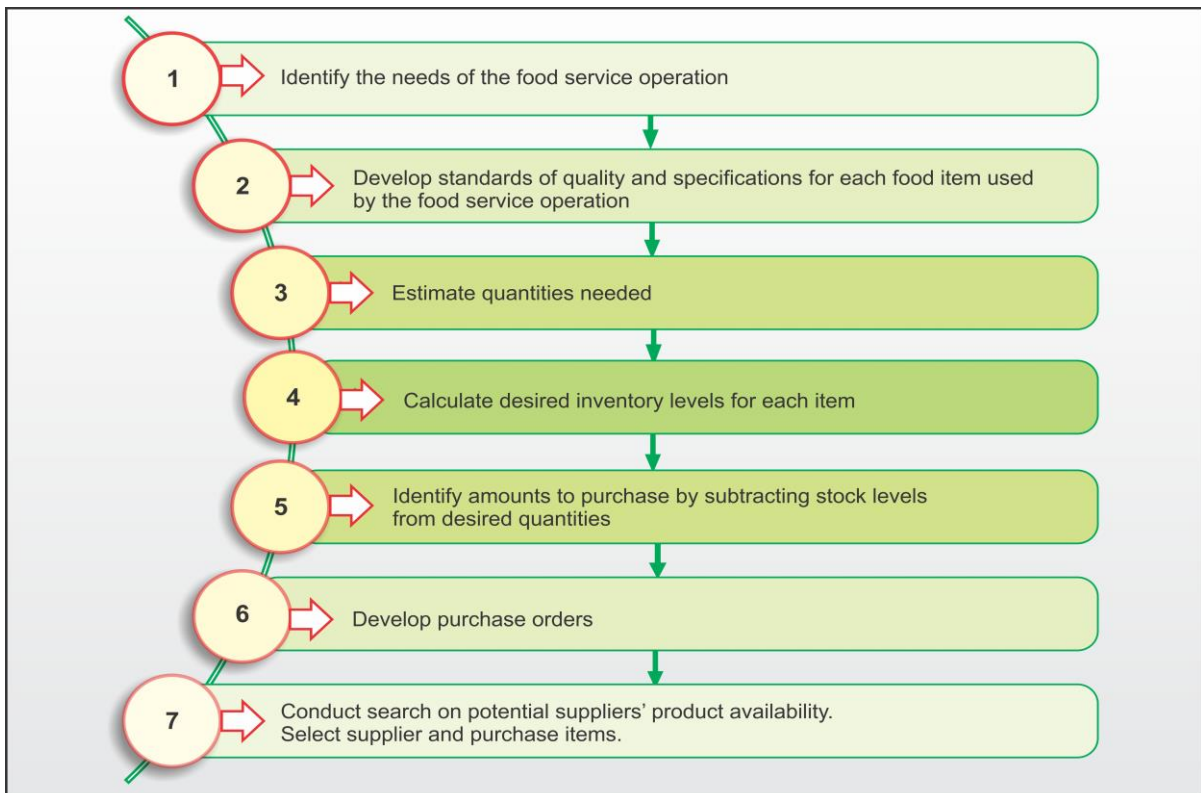 1
Identify the needs of the food service operation
2
Develop standards of quality and specifications for each food item used
by the food service operation
3
Estimate quantities needed
4
Calculate desired inventory levels for each item
5
Identify amounts to purchase by subtracting stock levels
from desired quantities
6
Develop purchase orders
7
Conduct search on potential suppliers’ product availability.
Select supplier and purchase items.